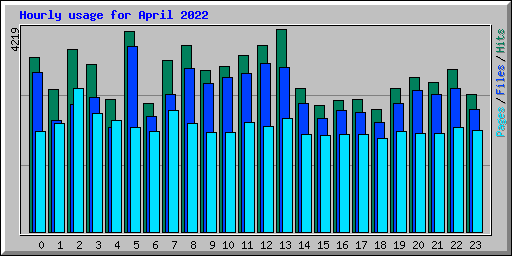 Hourly usage for April 2022
4219
Pages/Files/Hits
0 1 2 3 4 5 6 7 8 9 10 11 12 13 14 15 16 17 18 19 20 21 22 23